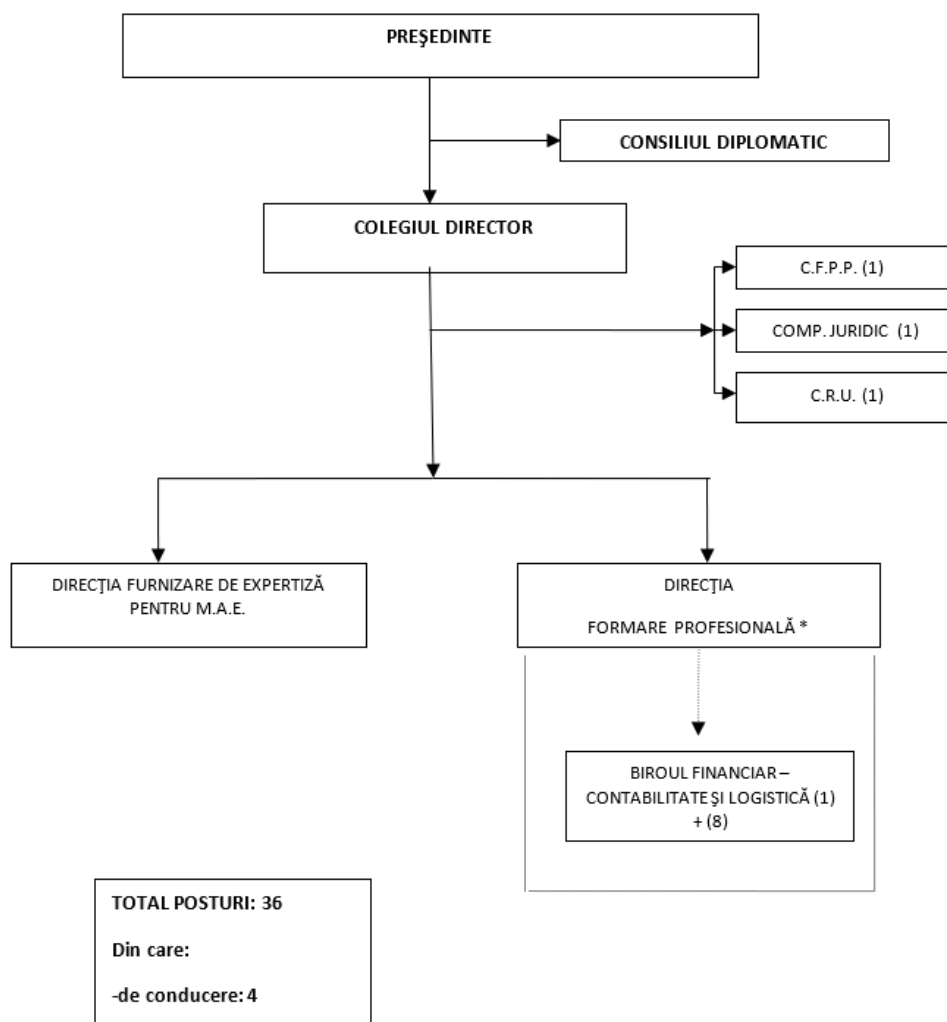 PREŞEDINTE
CONSILIUL DIPLOMATIC
COLEGIUL DIRECTOR
C.F.P.P. (1)
COMP. JURIDIC (1)
C.R.U. (1)
DIRECŢIA FURNIZARE DE EXPERTIZĂ
PENTRU M.A.E.
DIRECŢIA
FORMARE PROFESIONALĂ *
BIROUL FINANCIAR –
CONTABILITATE ŞI LOGISTICĂ (1)
+ (8)
TOTAL POSTURI: 36
Din care:
-de conducere: 4